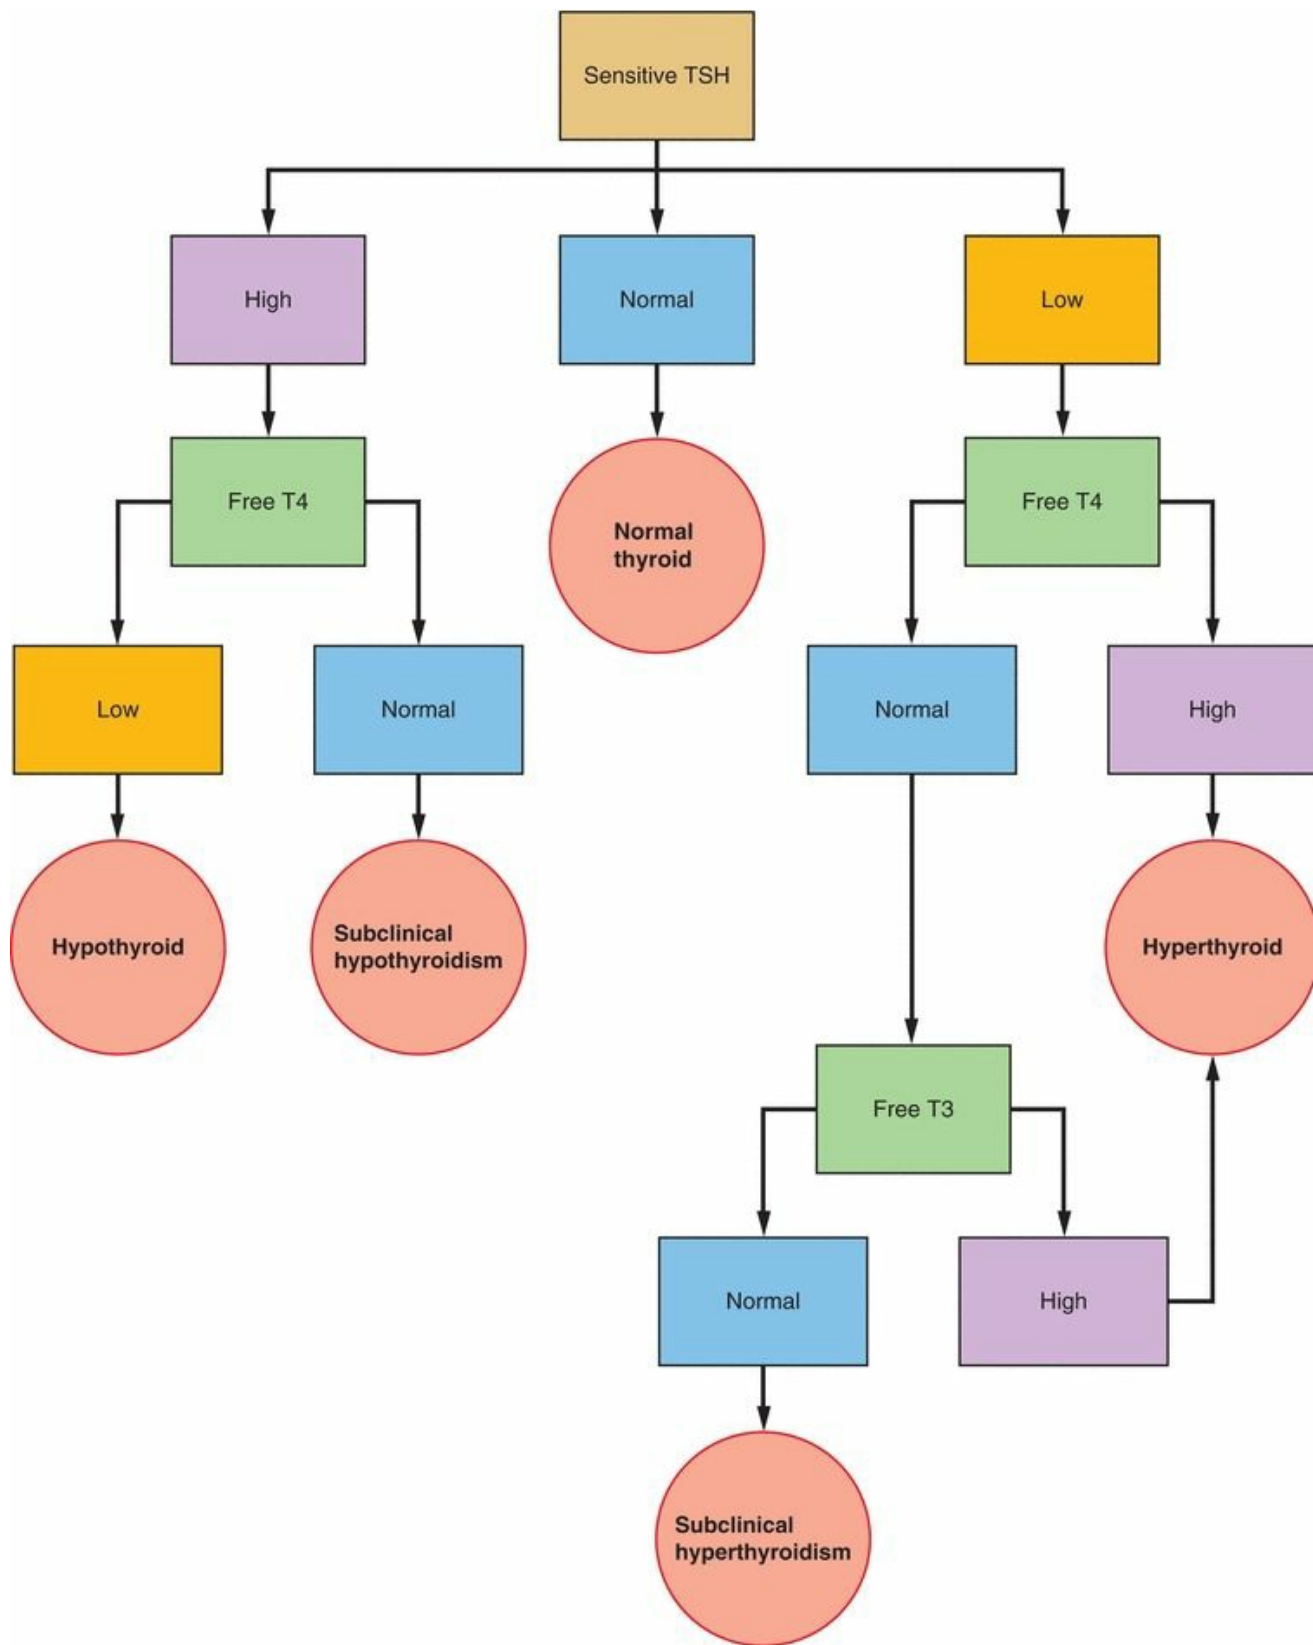 Sensitive TSH
High
Normal
Low
Free T4
Normal
thyroid
Free T4
Low
Normal
Normal
High
Hypothyroid
Subclinical
hypothyroidism
Hyperthyroid
Free T3
Normal
High
Subclinical
hyperthyroidism